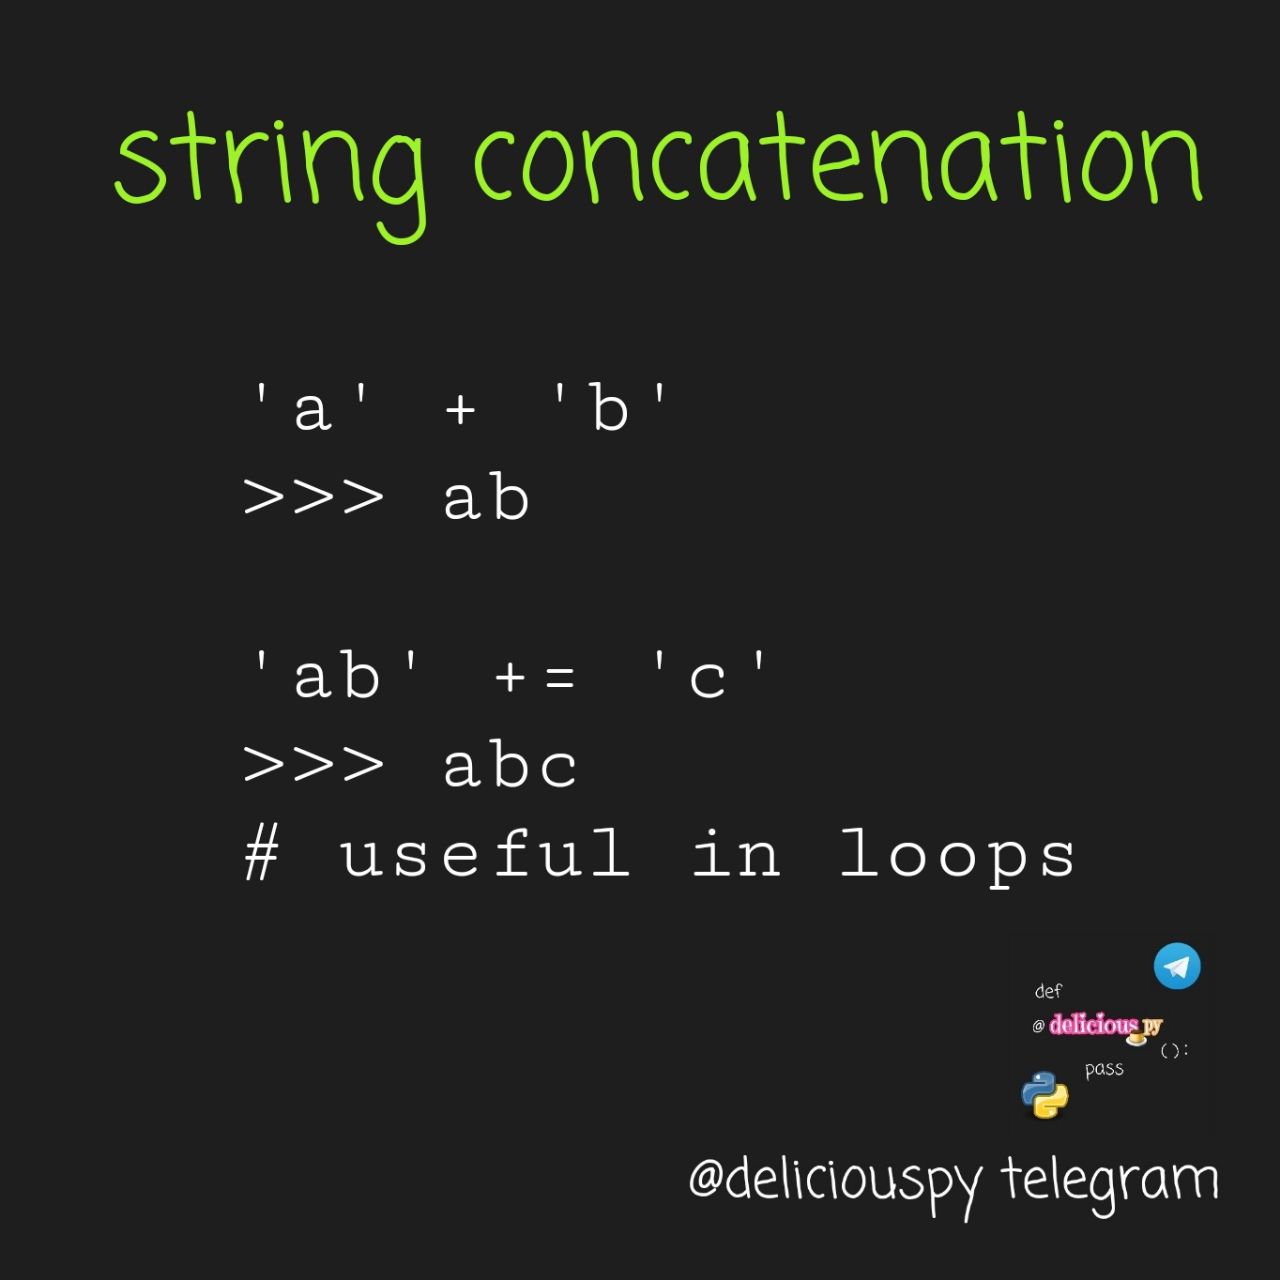 string concatenation
'a' + 'b'
>>> ab
'ab' += 'c'
>>> abc
# useful in loops
def
@delicious py
():
pass
@deliciouspy telegram